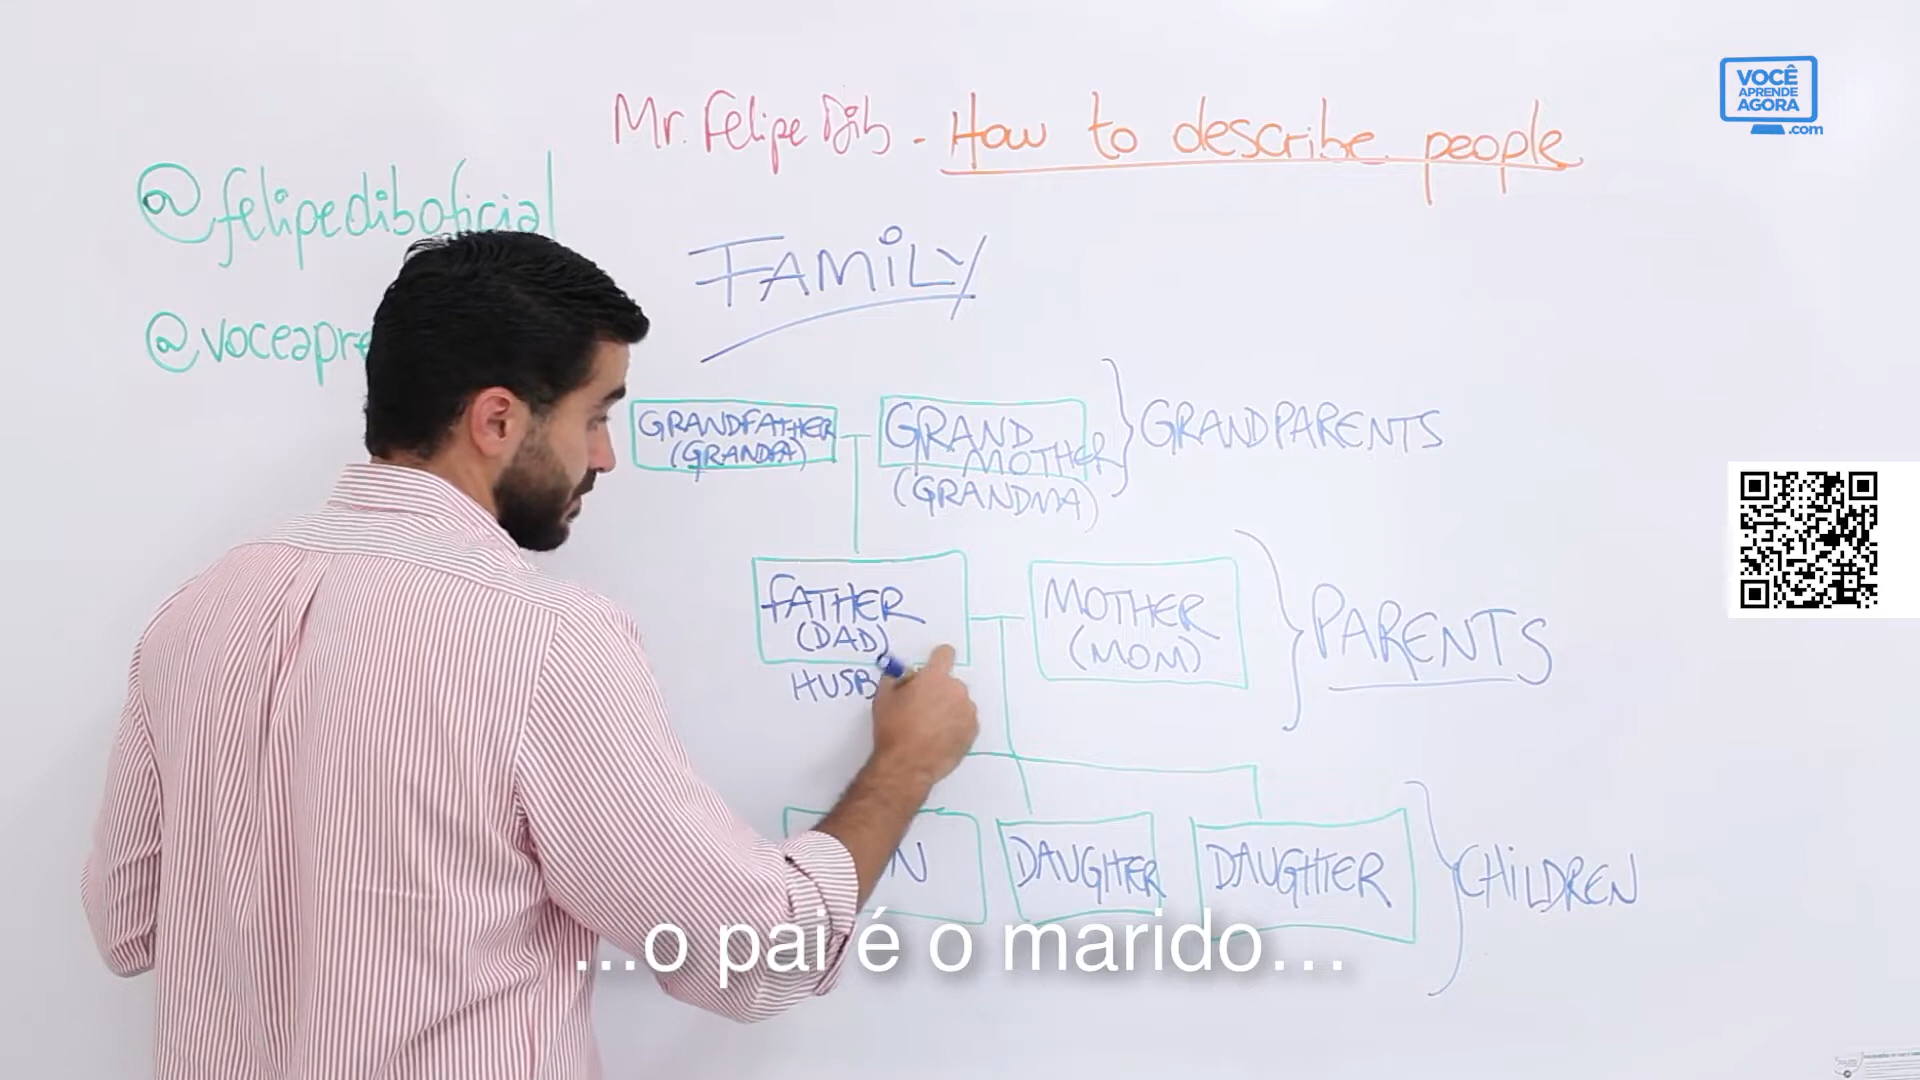 VOCÊ
APRENDE
AGORA
.com
Mr. Felipe Dib - How to describe people
@felipediboficial
FAMILY
GRANDFATHER
(GRANDPA)
GRAND
MOTHER
(GRANDMA)
GRANDPARENTS
FATHER
(DAD)
HUSB
MOTHER
(MOM)
PARENTS
DAUGHTER
DAUGHTER
CHILDREN
...o pai é o marido...